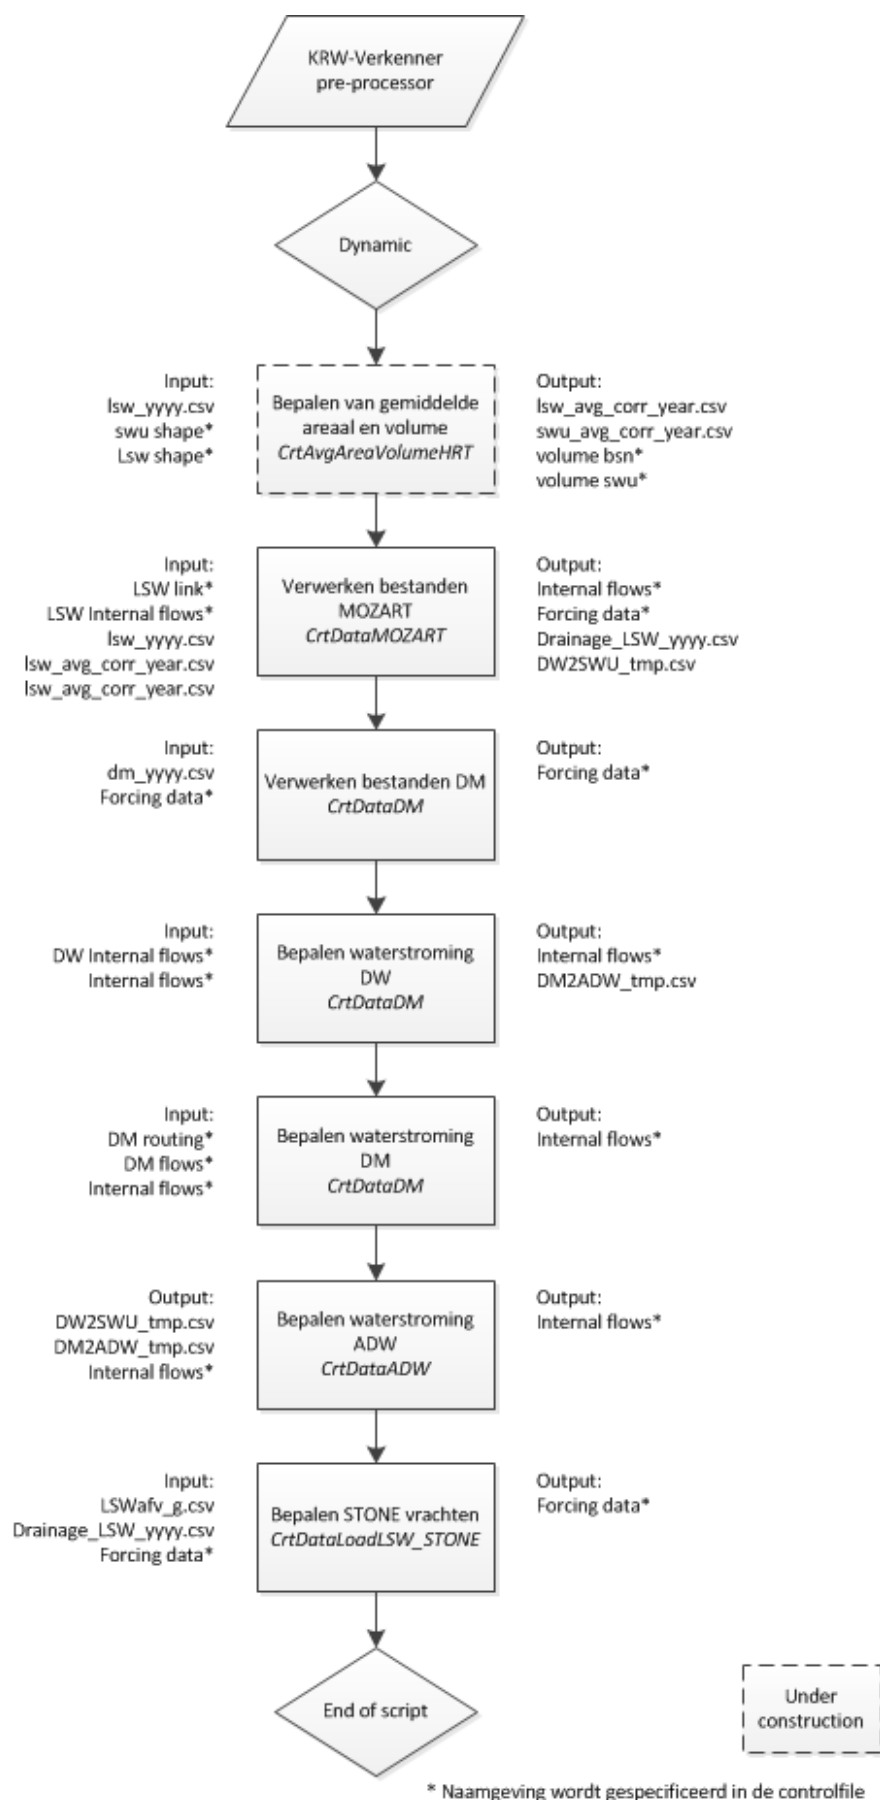 KRW-Verkenner
pre-processor
Dynamic
Input:
lsw_yyyy.csv
swu shape*
Lsw shape*
Bepalen van gemiddelde
areaal en volume
CrtAvgAreaVolumeHRT
Output:
lsw_avg_corr_year.csv
swu_avg_corr_year.csv
volume bsn*
volume swu*
Input:
LSW link*
LSW Internal flows*
lsw_yyyy.csv
lsw_avg_corr_year.csv
lsw_avg_corr_year.csv
Verwerken bestanden
MOZART
CrtDataMOZART
Output:
Internal flows*
Forcing data*
Drainage_LSW_yyyy.csv
DW2SWU_tmp.csv
Input:
dm_yyyy.csv
Forcing data*
Verwerken bestanden DM
CrtDataDM
Output:
Forcing data*
Input:
DW Internal flows*
Internal flows*
Bepalen waterstroming
DW
CrtDataDM
Output:
Internal flows*
DM2ADW_tmp.csv
Input:
DM routing*
DM flows*
Internal flows*
Bepalen waterstroming
DM
CrtDataDM
Output:
Internal flows*
Output:
DW2SWU_tmp.csv
DM2ADW_tmp.csv
Internal flows*
Bepalen waterstroming
ADW
CrtDataADW
Output:
Internal flows*
Input:
LSWafv_g.csv
Drainage_LSW_yyyy.csv
Forcing data*
Bepalen STONE vrachten
CrtDataLoadLSW_STONE
Output:
Forcing data*
End of script
Under
construction
* Naamgeving wordt gespecificeerd in de controlfile